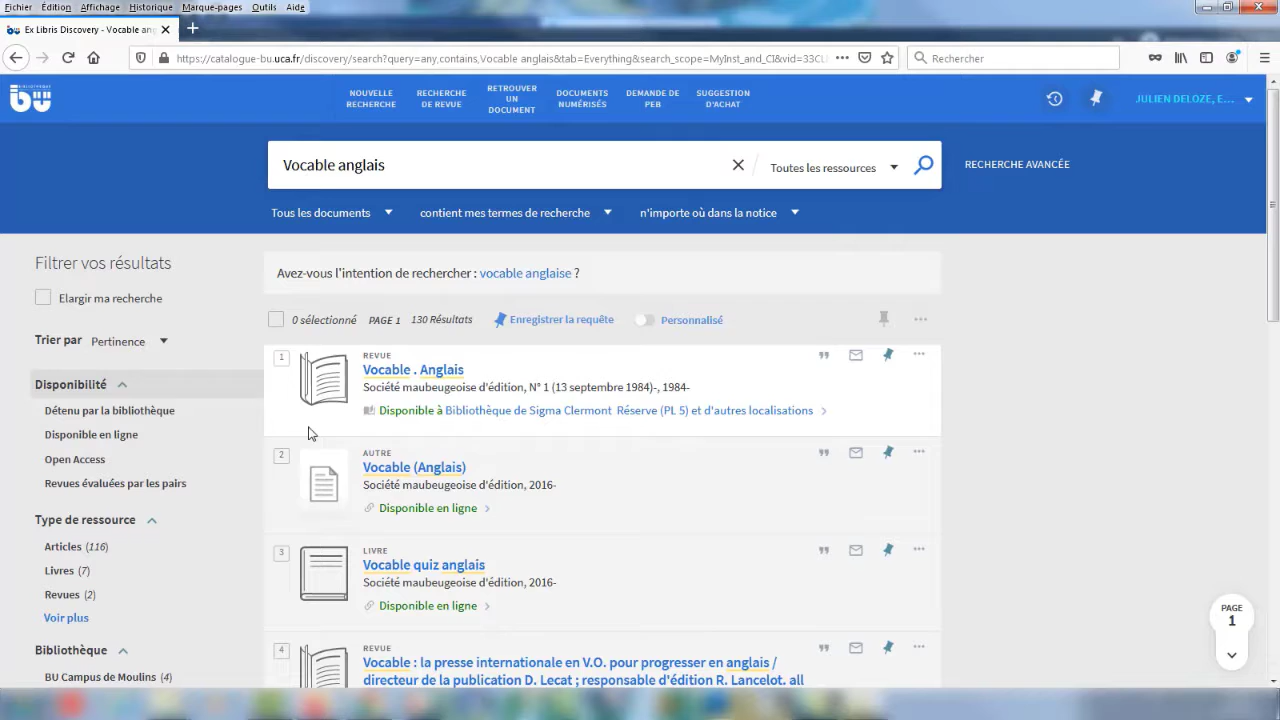 Fichier Édition Affichage Historique Marque-pages Outils Aide
Ex Libris Discovery - Vocable ang
https://catalogue-bu.uca.fr/discovery/search?query=any,contains,Vocable anglais&tab=Everything&search_scope=MyInst_and_CI&vid=33CL
Rechercher
bu
NOUVELLE RECHERCHE
RECHERCHE DE REVUE
RETROUVER UN DOCUMENT
DOCUMENTS NUMÉRISÉS
DEMANDE DE PEB
SUGGESTION D'ACHAT
JULIEN DELOZE, E...
Vocable anglais
Toutes les ressources
RECHERCHE AVANCÉE
Tous les documents
contient mes termes de recherche
n'importe où dans la notice
Filtrer vos résultats
Elargir ma recherche
Trier par Pertinence
Disponibilité
Détenu par la bibliothèque
Disponible en ligne
Open Access
Revues évaluées par les pairs
Type de ressource
Articles (116)
Livres (7)
Revues (2)
Voir plus
Bibliothèque
BU Campus de Moulins (4)
Avez-vous l'intention de rechercher : vocable anglaise ?
0 sélectionné PAGE 1 130 Résultats Enregistrer la requête Personnalisé
1
REVUE
Vocable . Anglais
Société maubeugeoise d'édition, N° 1 (13 septembre 1984)-, 1984-
Disponible à Bibliothèque de Sigma Clermont Réserve (PL 5) et d'autres localisations
2
AUTRE
Vocable (Anglais)
Société maubeugeoise d'édition, 2016-
Disponible en ligne
3
LIVRE
Vocable quiz anglais
Société maubeugeoise d'édition, 2016-
Disponible en ligne
4
REVUE
Vocable : la presse internationale en V.O. pour progresser en anglais /
directeur de la publication D. Lecat ; responsable d'édition R. Lancelot. all
PAGE
1